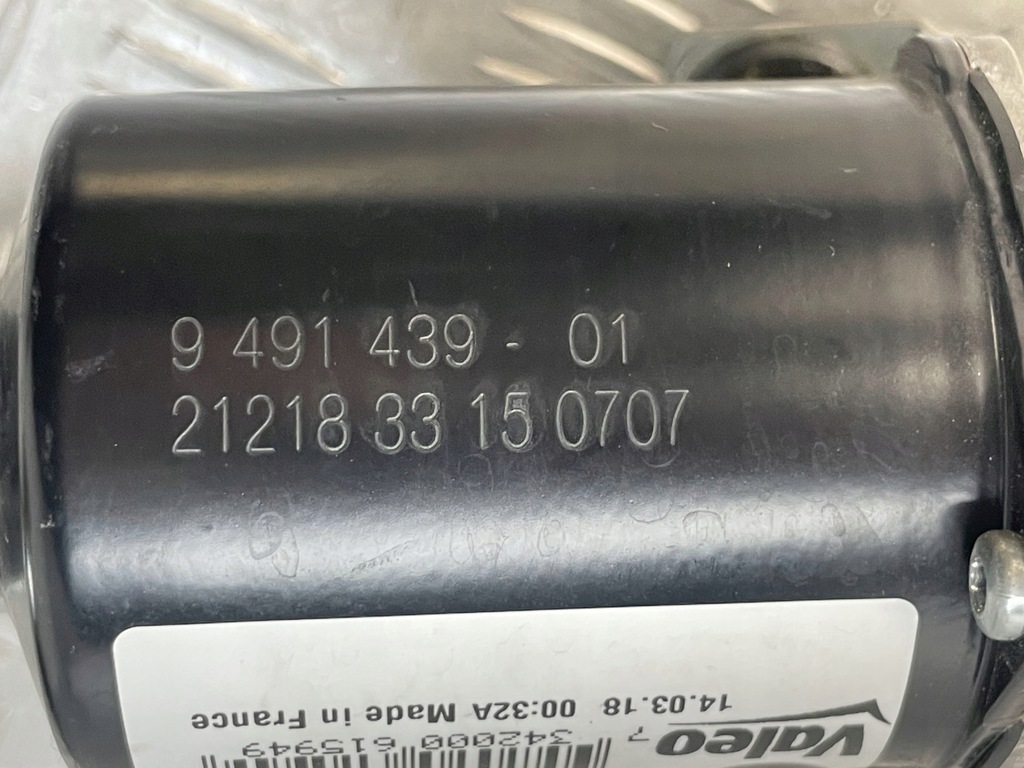 9 491 439 - 01
21218 33 15 0707
14.03.18 00:32A Made in France
Valeo
7 342000 615949